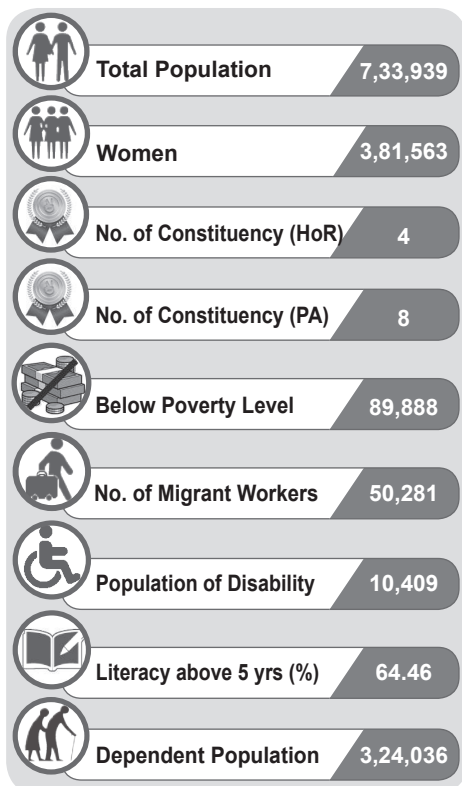 Total Population 7,33,939
Women 3,81,563
No. of Constituency (HoR) 4
No. of Constituency (PA) 8
Below Poverty Level 89,888
No. of Migrant Workers 50,281
Population of Disability 10,409
Literacy above 5 yrs (%) 64.46
Dependent Population 3,24,036